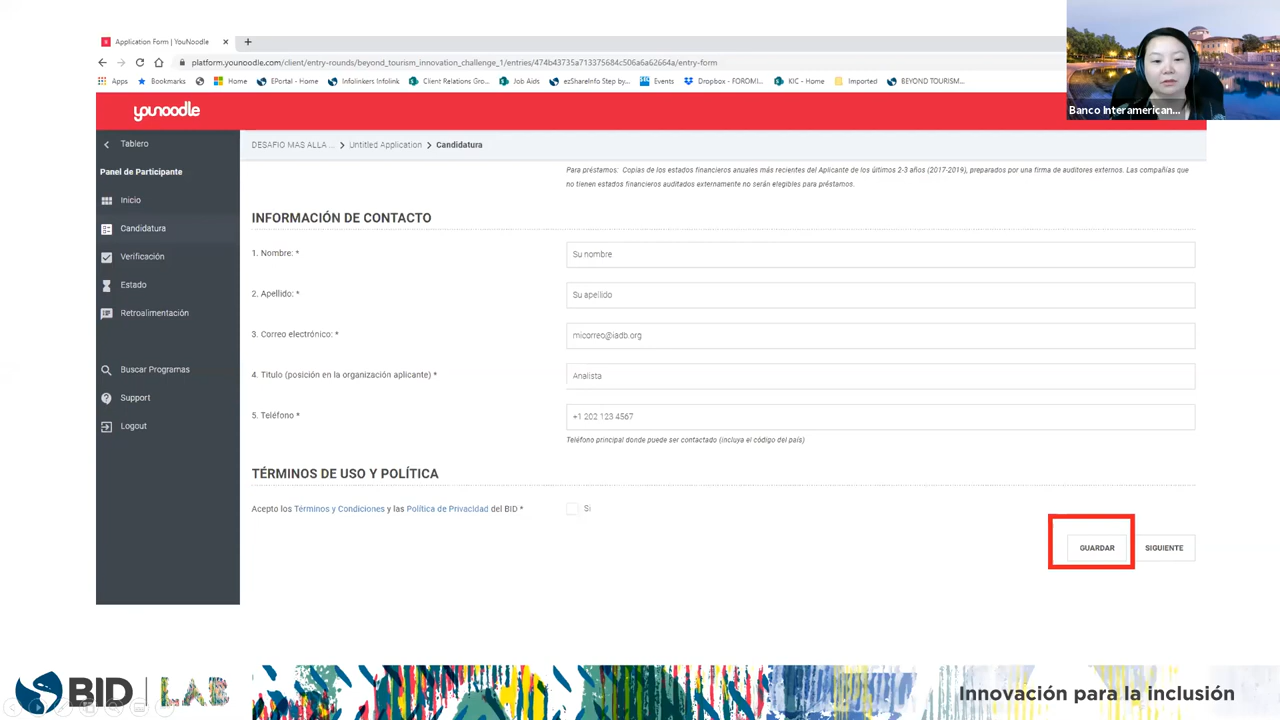 Application Form | YouNoodle
platform.younoodle.com/client/entry-rounds/beyond_tourism_innovation_challenge_1/entries/474b43735a713375684c506a6a62664a/entry-form
Apps Bookmarks Home EPortal - Home Infolinkers Infolink Client Relations Gro... Job Aids ezShareInfo Step by... Events Dropbox - FOROMI... KIC - Home Imported BEYOND TOURISM...
Banco Interamerican...
younoodle
Tablero
Panel de Participante
Inicio
Candidatura
Verificación
Estado
Retroalimentación
Buscar Programas
Support
Logout
DESAFIO MAS ALLA ... > Untitled Application > Candidatura
Para préstamos: Copias de los estados financieros anuales más recientes del Aplicante de los últimos 2-3 años (2017-2019), preparados por una firma de auditores externos. Las compañías que
no tienen estados financieros auditados externamente no serán elegibles para préstamos.
INFORMACIÓN DE CONTACTO
1. Nombre: *
Su nombre
2. Apellido: *
Su apellido
3. Correo electrónico: *
micorreo@iadb.org
4. Título (posición en la organización aplicante) *
Analista
5. Teléfono *
+1 202 123 4567
Teléfono principal donde puede ser contactado (incluya el código del país)
TÉRMINOS DE USO Y POLÍTICA
Acepto los Términos y Condiciones y las Política de Privacidad del BID *
Si
GUARDAR
SIGUIENTE
BID | LAB
Innovación para la inclusión